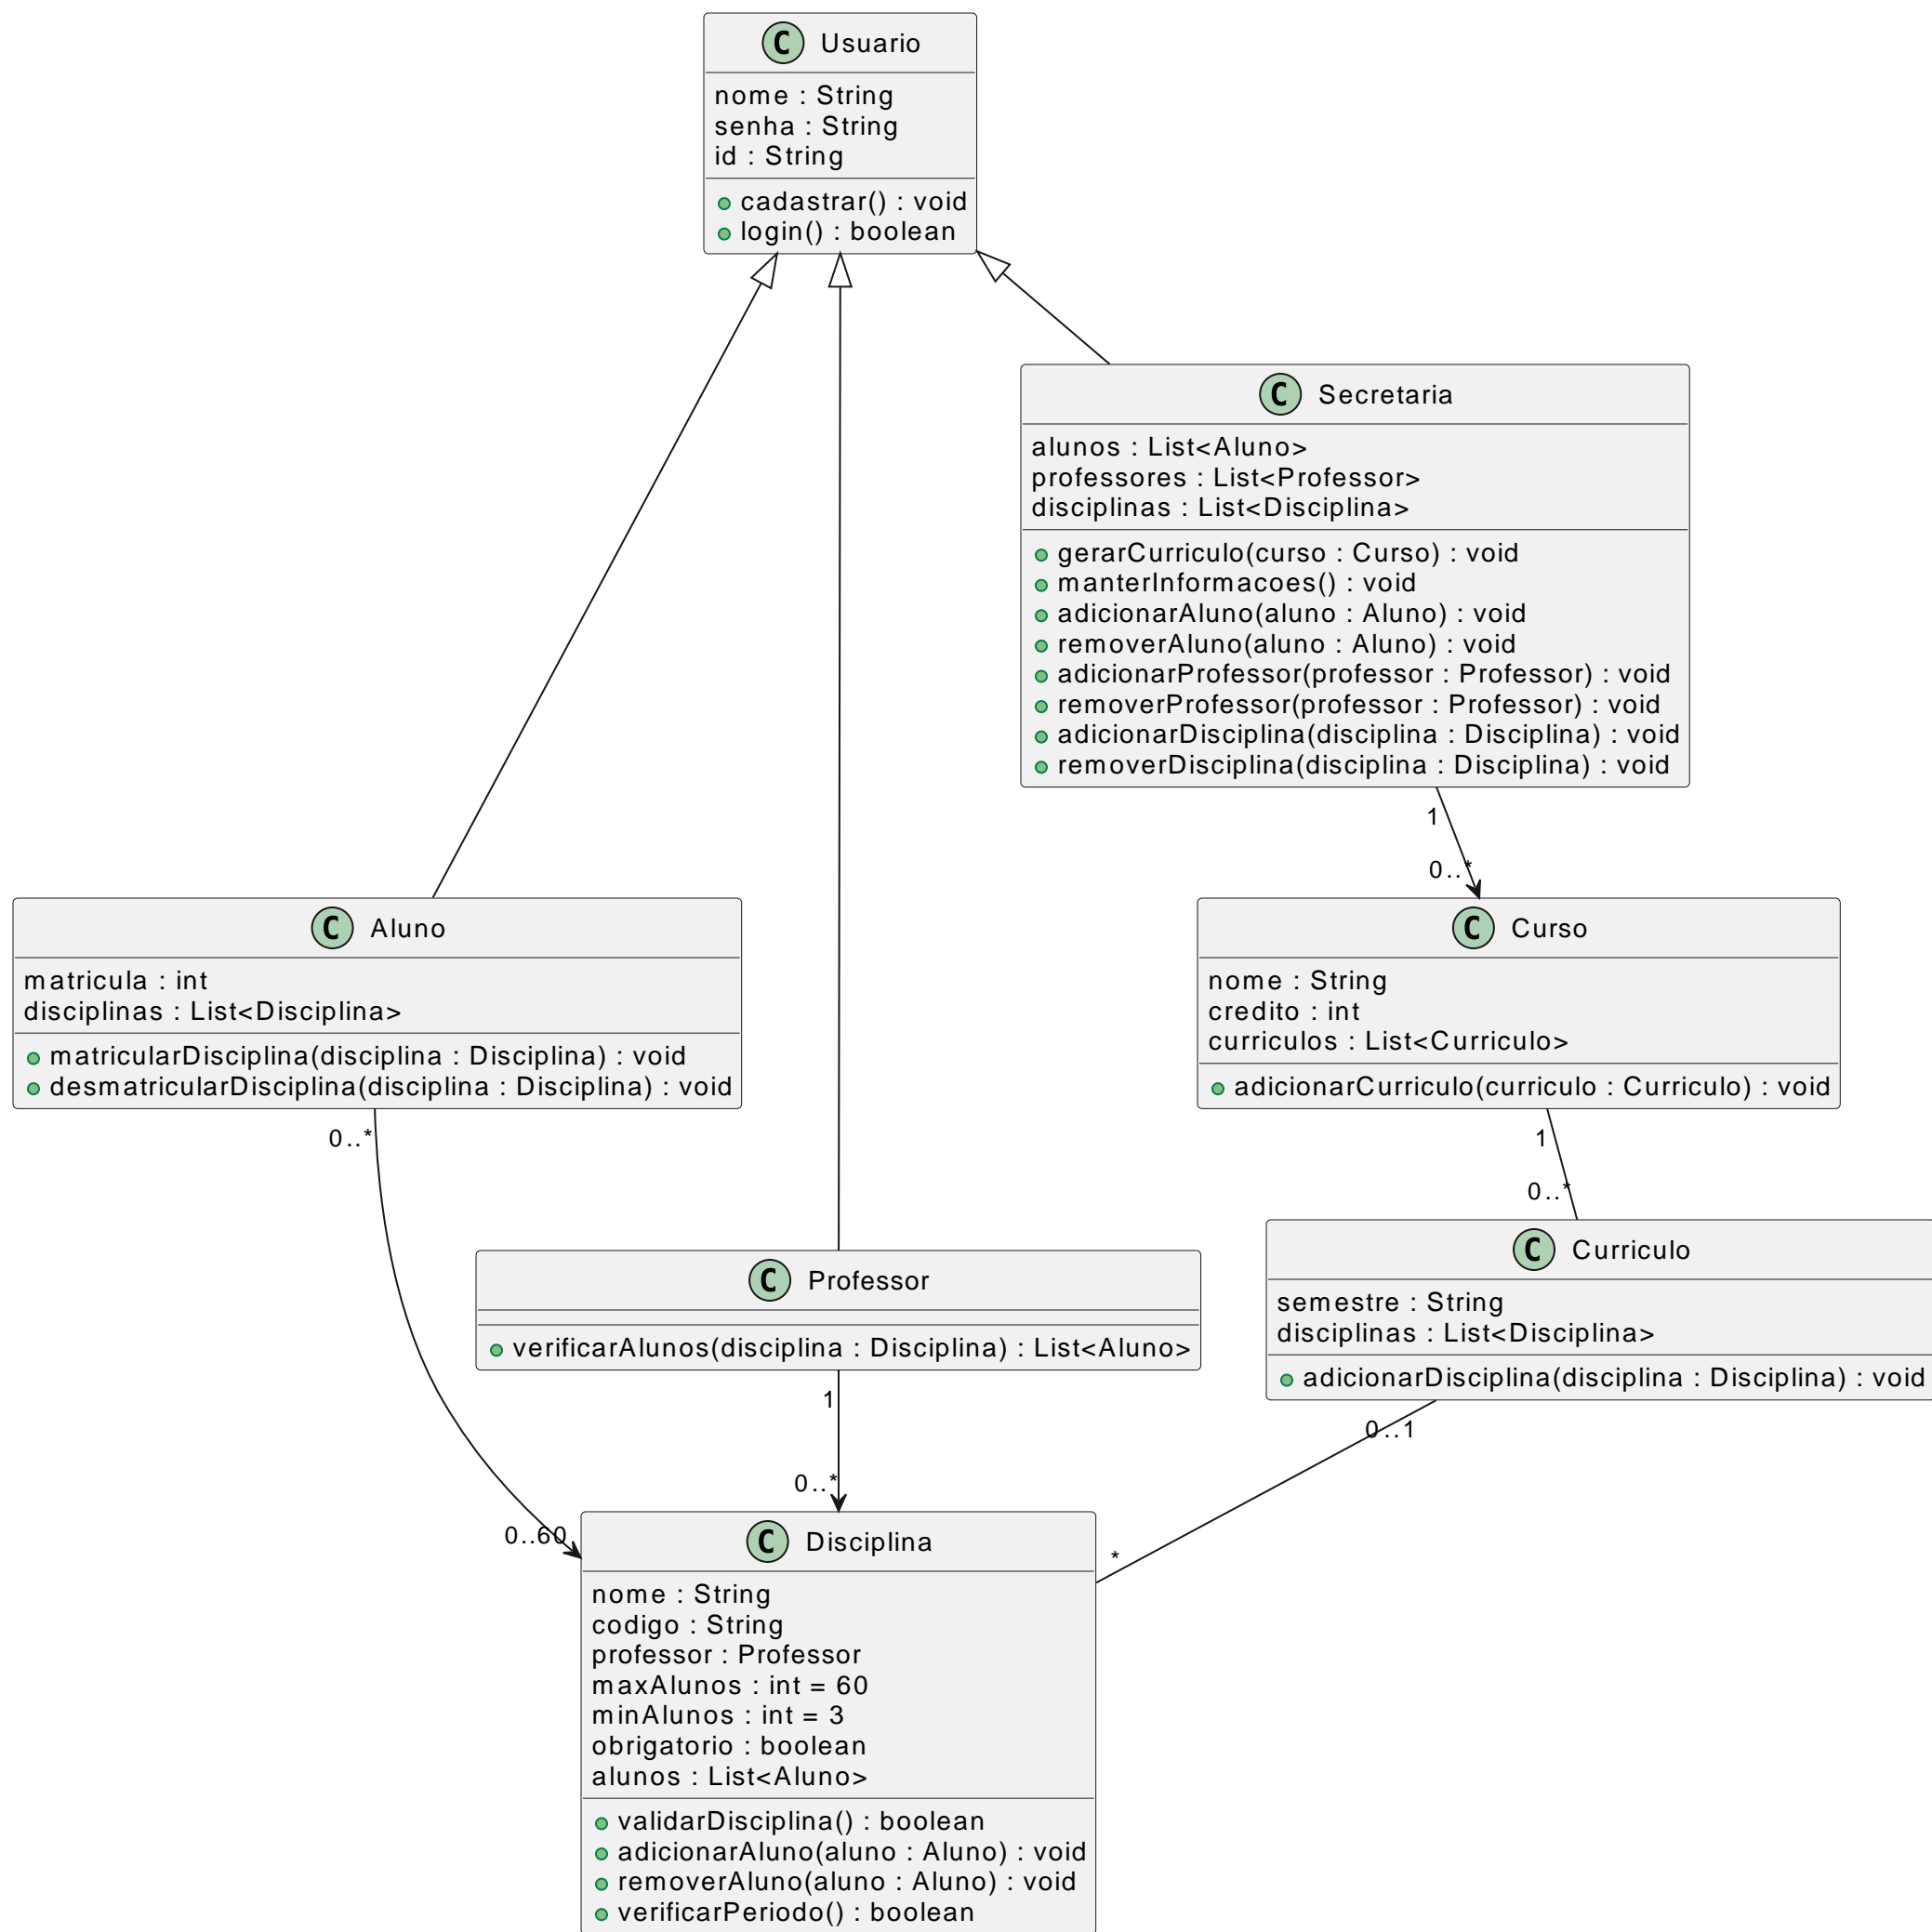 C Usuario
nome : String
senha : String
id : String
cadastrar() : void
login() : boolean
C Secretaria
alunos : List<Aluno>
professores : List<Professor>
disciplinas : List<Disciplina>
gerarCurriculo(curso : Curso) : void
manterInformacoes() : void
adicionarAluno(aluno : Aluno) : void
removerAluno(aluno : Aluno) : void
adicionarProfessor(professor : Professor) : void
removerProfessor(professor : Professor) : void
adicionarDisciplina(disciplina : Disciplina) : void
removerDisciplina(disciplina : Disciplina) : void
1
0..*
C Aluno
matricula : int
disciplinas : List<Disciplina>
matricularDisciplina(disciplina : Disciplina) : void
desmatricularDisciplina(disciplina : Disciplina) : void
0..*
C Curso
nome : String
credito : int
curriculos : List<Curriculo>
adicionarCurriculo(curriculo : Curriculo) : void
1
0..*
C Professor
verificarAlunos(disciplina : Disciplina) : List<Aluno>
1
0..*
C Curriculo
semestre : String
disciplinas : List<Disciplina>
adicionarDisciplina(disciplina : Disciplina) : void
0..1
*
0..60
C Disciplina
nome : String
codigo : String
professor : Professor
maxAlunos : int = 60
minAlunos : int = 3
obrigatorio : boolean
alunos : List<Aluno>
validarDisciplina() : boolean
adicionarAluno(aluno : Aluno) : void
removerAluno(aluno : Aluno) : void
verificarPeriodo() : boolean